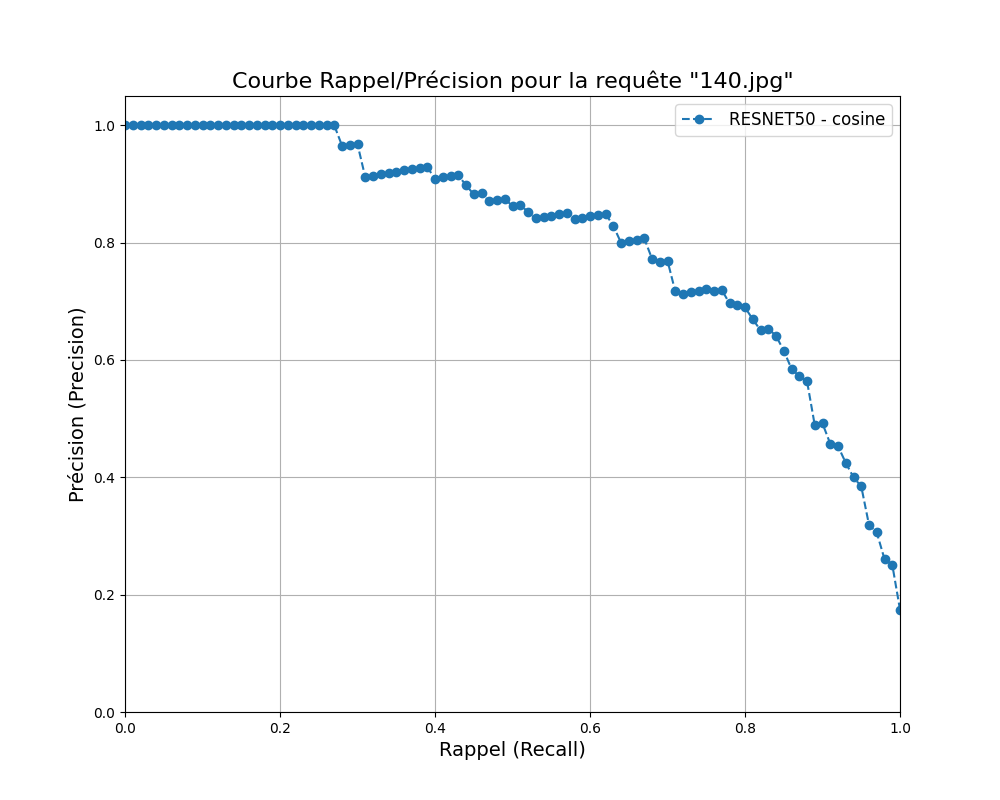 Courbe Rappel/Précision pour la requête "140.jpg"
RESNET50 - cosine
1.0
0.8
0.6
0.4
0.2
0.0
Précision (Precision)
0.0 0.2 0.4 0.6 0.8 1.0
Rappel (Recall)